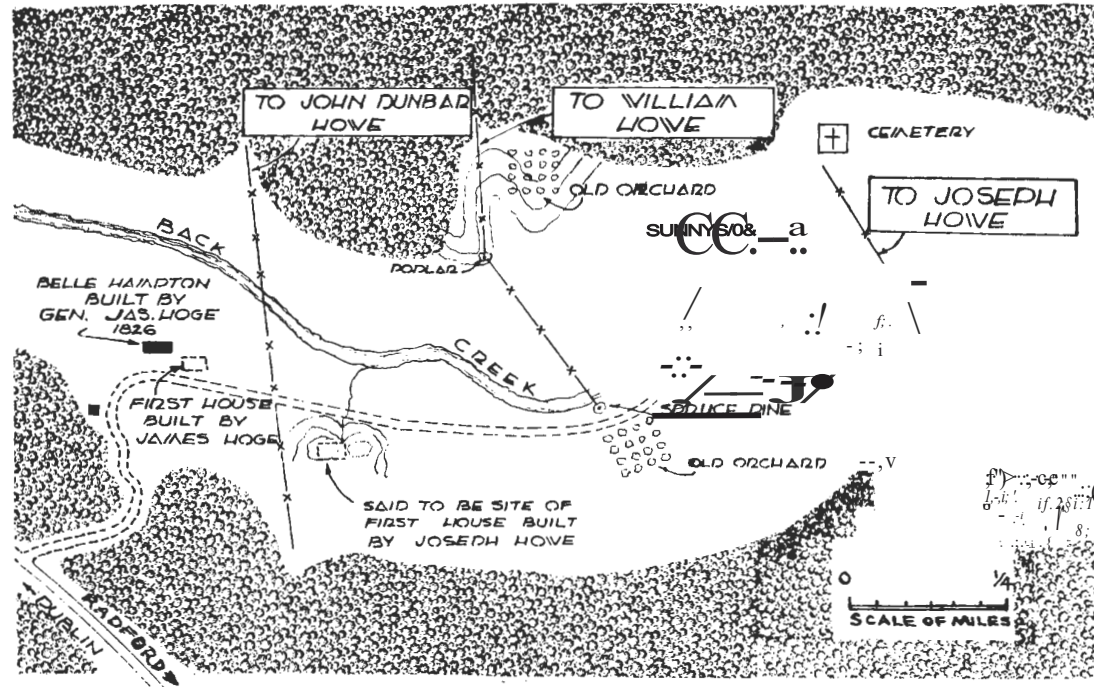 TO JOHN DUNBAR
HOWE
TO WILLIAM
HOWE
CEMETERY
TO JOSEPH
HOWE
OLD ORCHARD
BACK
POPLAR
BELLE HAMPTON
BUILT BY
GEN. JAS. HOGE
1826
CREEK
FIRST HOUSE
BUILT BY
JAMES HOGE
SPRUCE PINE
OLD ORCHARD
SAID TO BE SITE OF
FIRST HOUSE BUILT
BY JOSEPH HOWE
RADFORD
DUBLIN
0 1/4
SCALE OF MILES